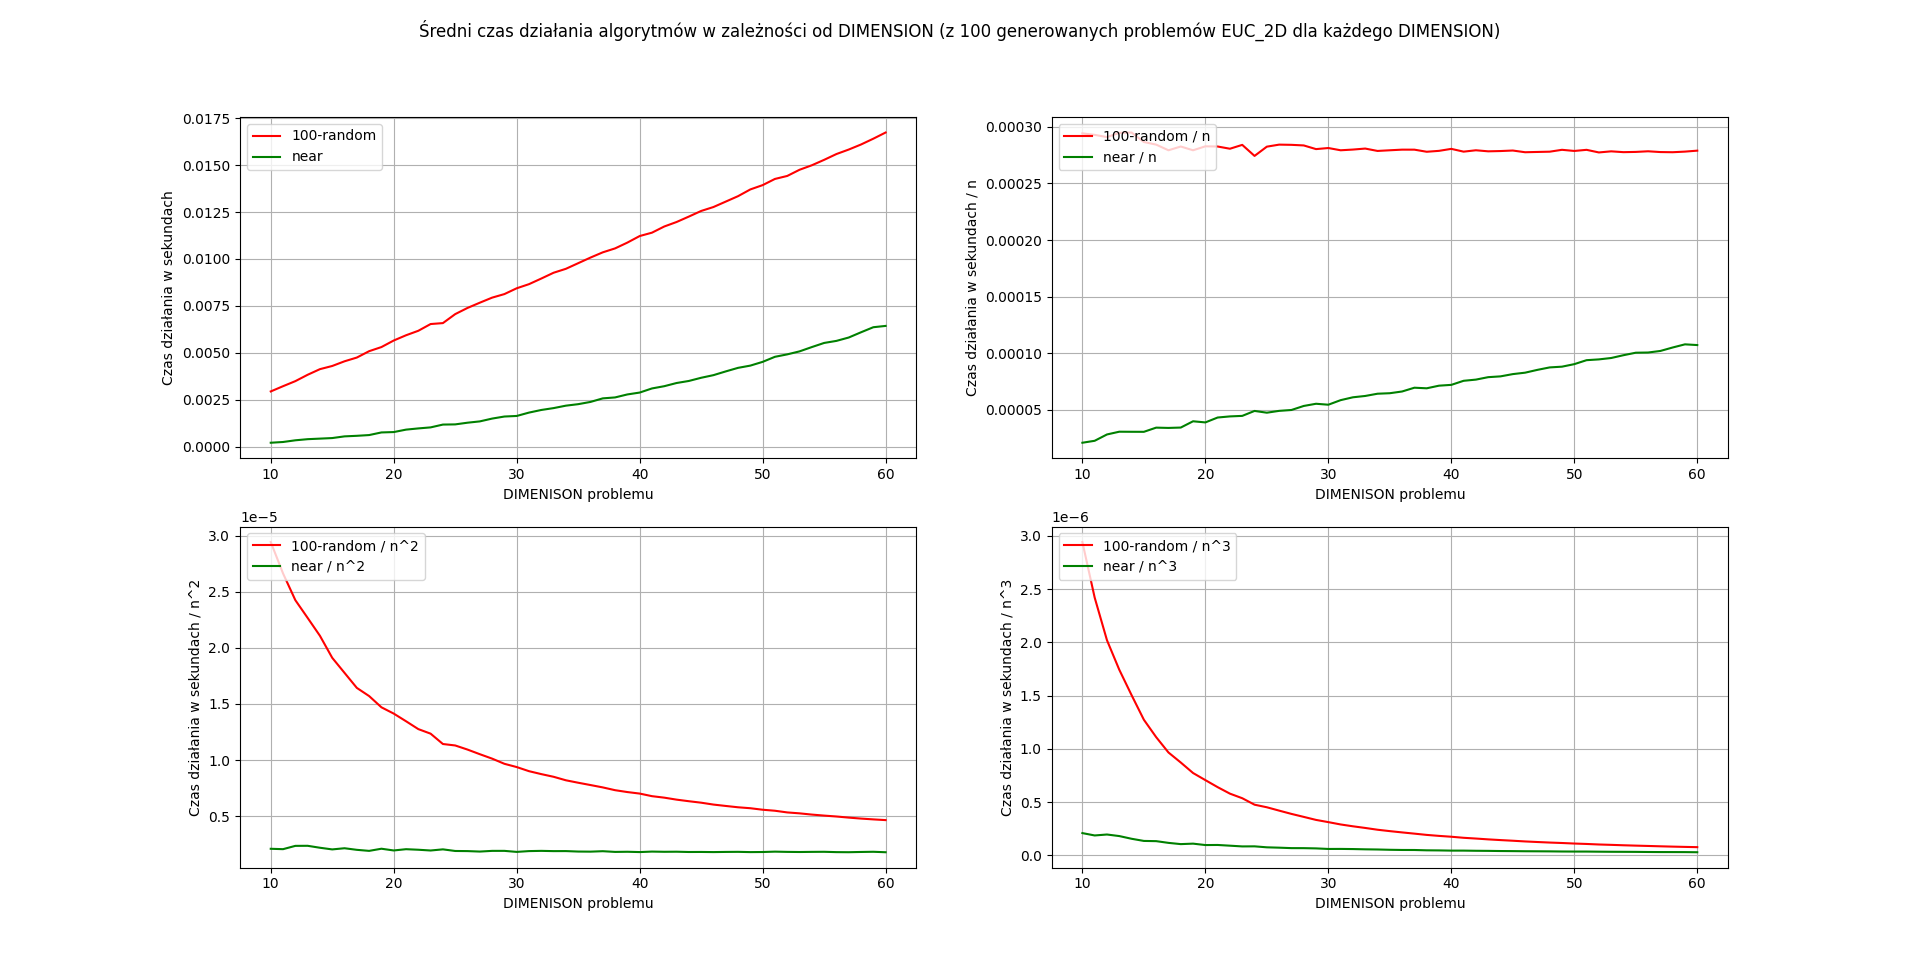 Średni czas działania algorytmów w zależności od DIMENSION (z 100 generowanych problemów EUC_2D dla każdego DIMENSION)
0.0175
0.0150
0.0125
0.0100
0.0075
0.0050
0.0025
0.0000
Czas działania w sekundach
100-random
near
10 20 30 40 50 60
DIMENISON problemu
0.00030
0.00025
0.00020
0.00015
0.00010
0.00005
Czas działania w sekundach / n
100-random / n
near / n
10 20 30 40 50 60
DIMENISON problemu
1e−5
3.0
2.5
2.0
1.5
1.0
0.5
Czas działania w sekundach / n^2
100-random / n^2
near / n^2
10 20 30 40 50 60
DIMENISON problemu
1e−6
3.0
2.5
2.0
1.5
1.0
0.5
0.0
Czas działania w sekundach / n^3
100-random / n^3
near / n^3
10 20 30 40 50 60
DIMENISON problemu